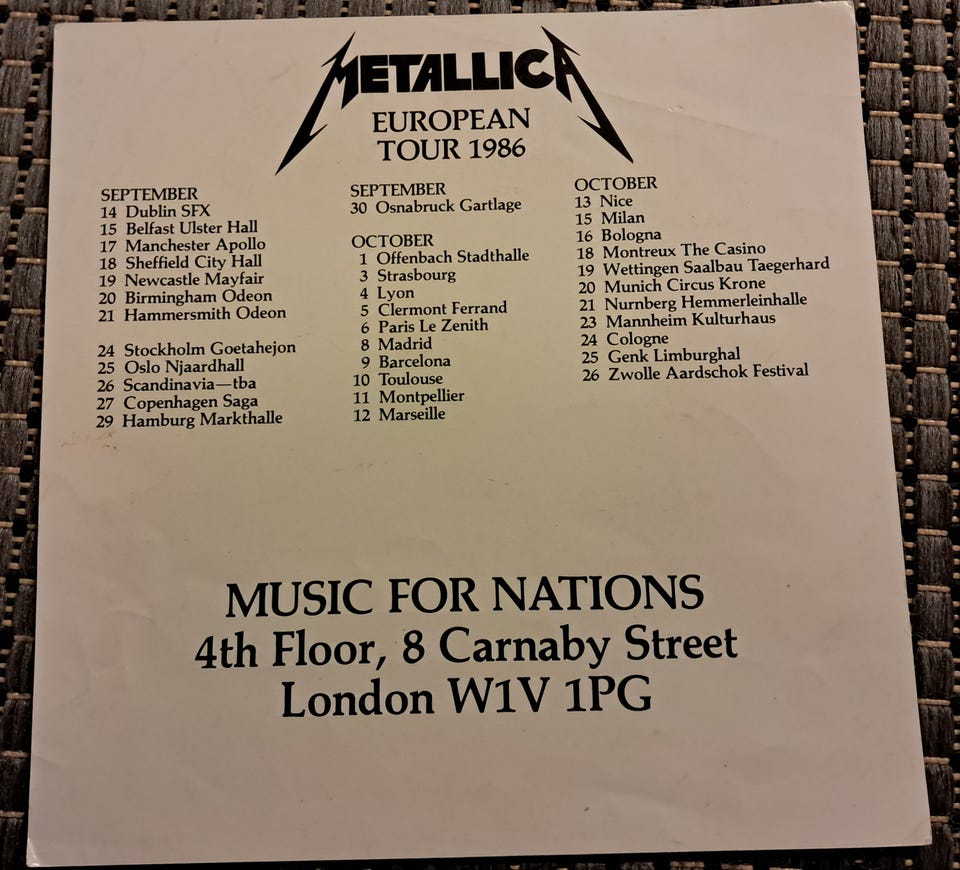 METALLICA
EUROPEAN
TOUR 1986
SEPTEMBER
14 Dublin SFX
15 Belfast Ulster Hall
17 Manchester Apollo
18 Sheffield City Hall
19 Newcastle Mayfair
20 Birmingham Odeon
21 Hammersmith Odeon
24 Stockholm Goetahejon
25 Oslo Njaardhall
26 Scandinavia—tba
27 Copenhagen Saga
29 Hamburg Markthalle
SEPTEMBER
30 Osnabruck Gartlage
OCTOBER
1 Offenbach Stadthalle
3 Strasbourg
4 Lyon
5 Clermont Ferrand
6 Paris Le Zenith
8 Madrid
9 Barcelona
10 Toulouse
11 Montpellier
12 Marseille
OCTOBER
13 Nice
15 Milan
16 Bologna
18 Montreux The Casino
19 Wettingen Saalbau Taegerhard
20 Munich Circus Krone
21 Nurnberg Hemmerleinhalle
23 Mannheim Kulturhaus
24 Cologne
25 Genk Limburghal
26 Zwolle Aardschok Festival
MUSIC FOR NATIONS
4th Floor, 8 Carnaby Street
London W1V 1PG